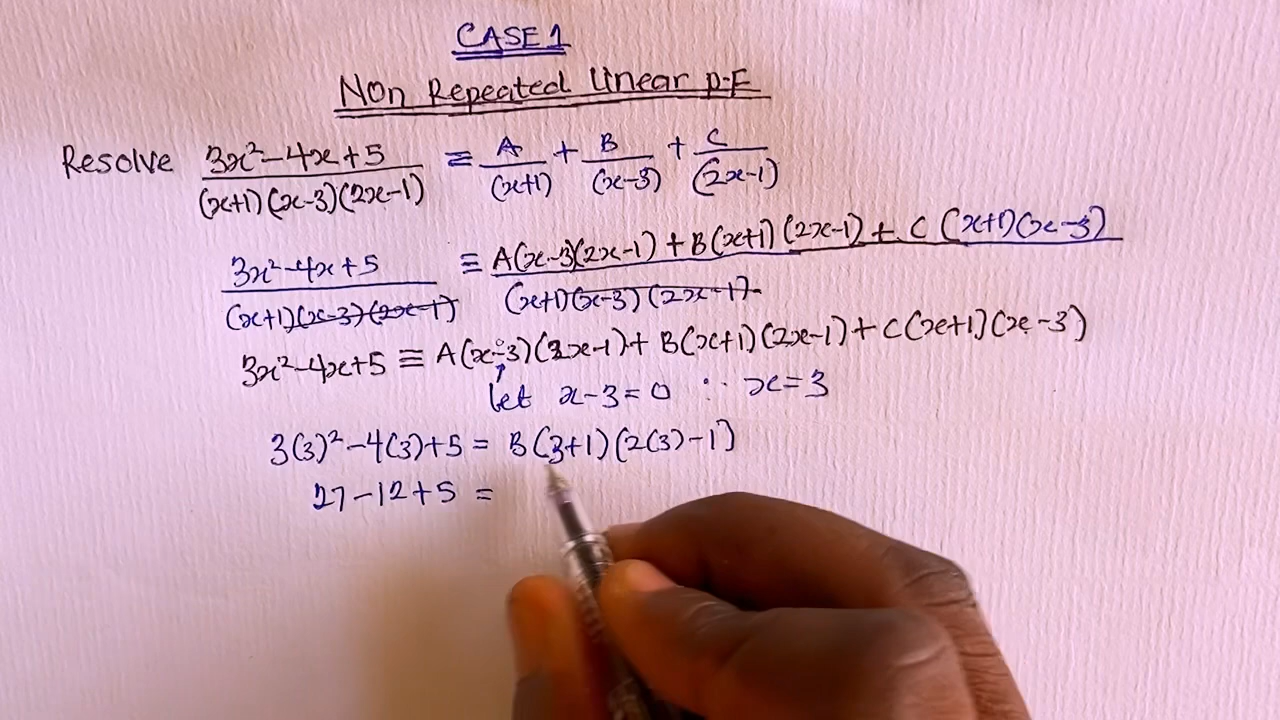 CASE 1
Non Repeated Linear P.F
Resolve 3x²-4x+5/(x+1)(x-3)(2x-1) ≡ A/(x+1) + B/(x-3) + C/(2x-1)
3x²-4x+5/(x+1)(x-3)(2x-1) ≡ A(x-3)(2x-1) + B(x+1)(2x-1) + C(x+1)(x-3)/(x+1)(x-3)(2x-1)
3x²-4x+5 ≡ A(x-3)(2x-1) + B(x+1)(2x-1) + C(x+1)(x-3)
let x-3=0 ∵ x=3
3(3)²-4(3)+5 = B(3+1)(2(3)-1)
27-12+5 =